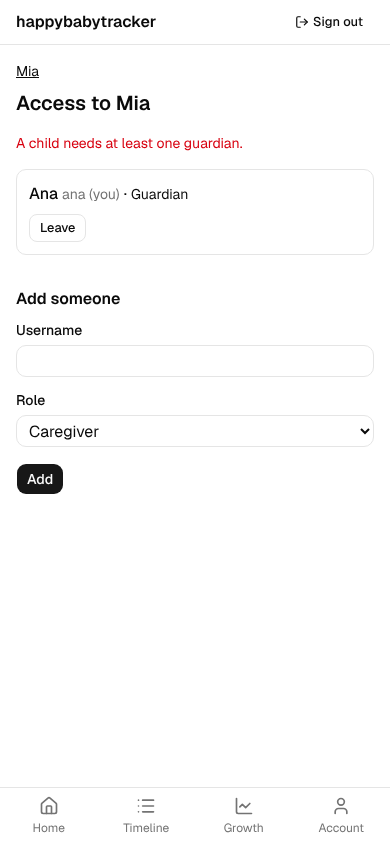 happybabytracker
Sign out
Mia
Access to Mia
A child needs at least one guardian.
Ana ana (you) · Guardian
Leave
Add someone
Username
Role
Caregiver
Add
Home Timeline Growth Account